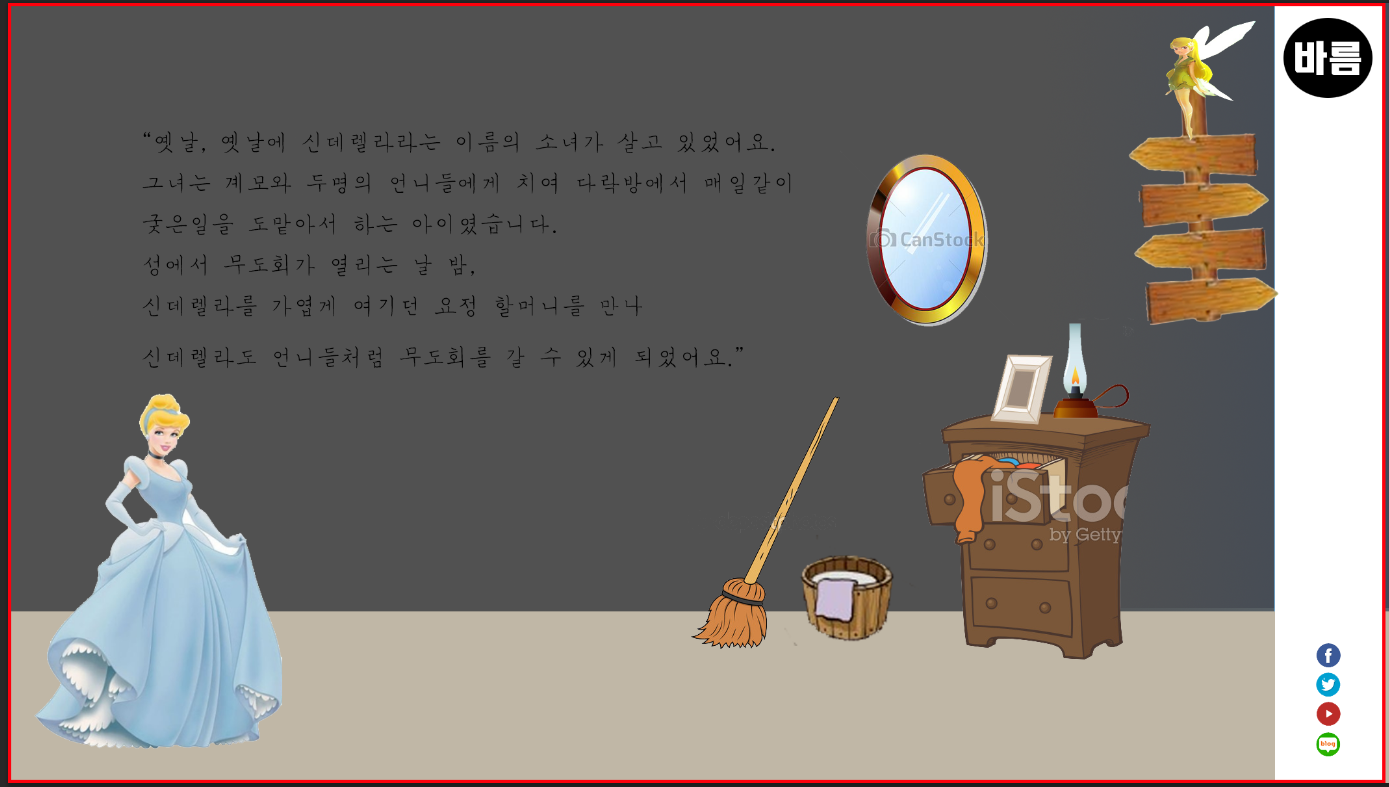 “옛날, 옛날에 신데렐라라는 이름의 소녀가 살고 있었어요.
그녀는 계모와 두명의 언니들에게 치여 다락방에서 매일같이
궂은일을 도맡아서 하는 아이였습니다.
성에서 무도회가 열리는 날 밤,
신데렐라를 가엽게 여기던 요정 할머니를 만나
신데렐라도 언니들처럼 무도회를 갈 수 있게 되었어요.”
바름
CanStock
iStoc
by Getty
blog